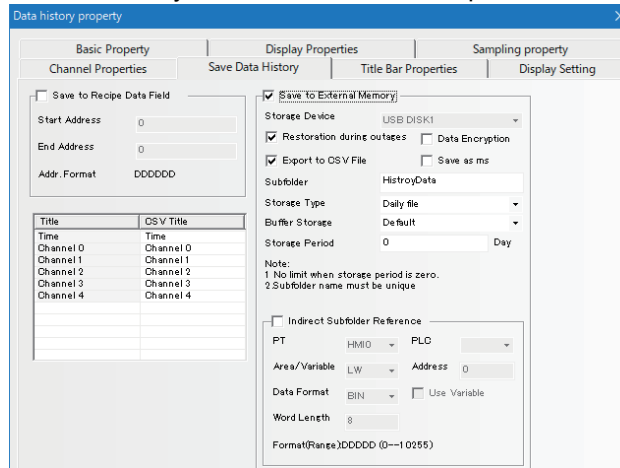 Data history property
Basic Property Display Properties Sampling property
Channel Properties Save Data History Title Bar Properties Display Setting
Save to Recipe Data Field
Start Address 0
End Address 0
Addr. Format DDDDDD
Title CSV Title
Time Time
Channel 0 Channel 0
Channel 1 Channel 1
Channel 2 Channel 2
Channel 3 Channel 3
Channel 4 Channel 4
Save to External Memory
Storage Device USB DISK1
Restoration during outages Data Encryption
Export to CSV File Save as ms
Subfolder HistroyData
Storage Type Daily file
Buffer Storage Default
Storage Period 0 Day
Note:
1 No limit when storage period is zero.
2.Subfolder name must be unique
Indirect Subfolder Reference
PT HMI0 PLC
Area/Variable LW Address 0
Data Format BIN Use Variable
Word Length 8
Format(Range):DDDDD (0--10255)